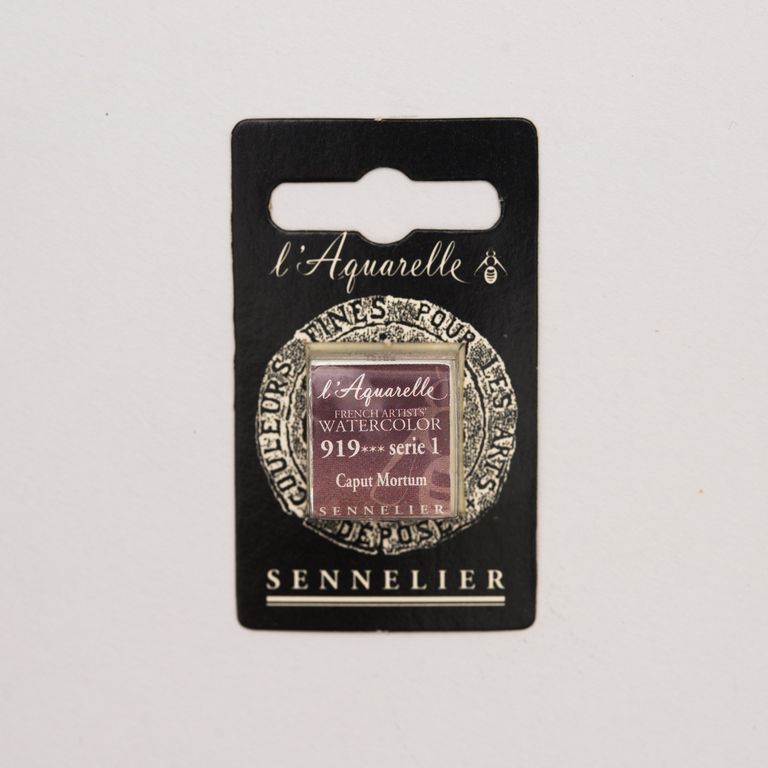 l'Aquarelle
COULEURS FINES POUR LES ARTS
DÉPOSÉ
l'Aquarelle
FRENCH ARTISTS'
WATERCOLOR
919*** serie 1
Caput Mortum
SENNELIER
SENNELIER